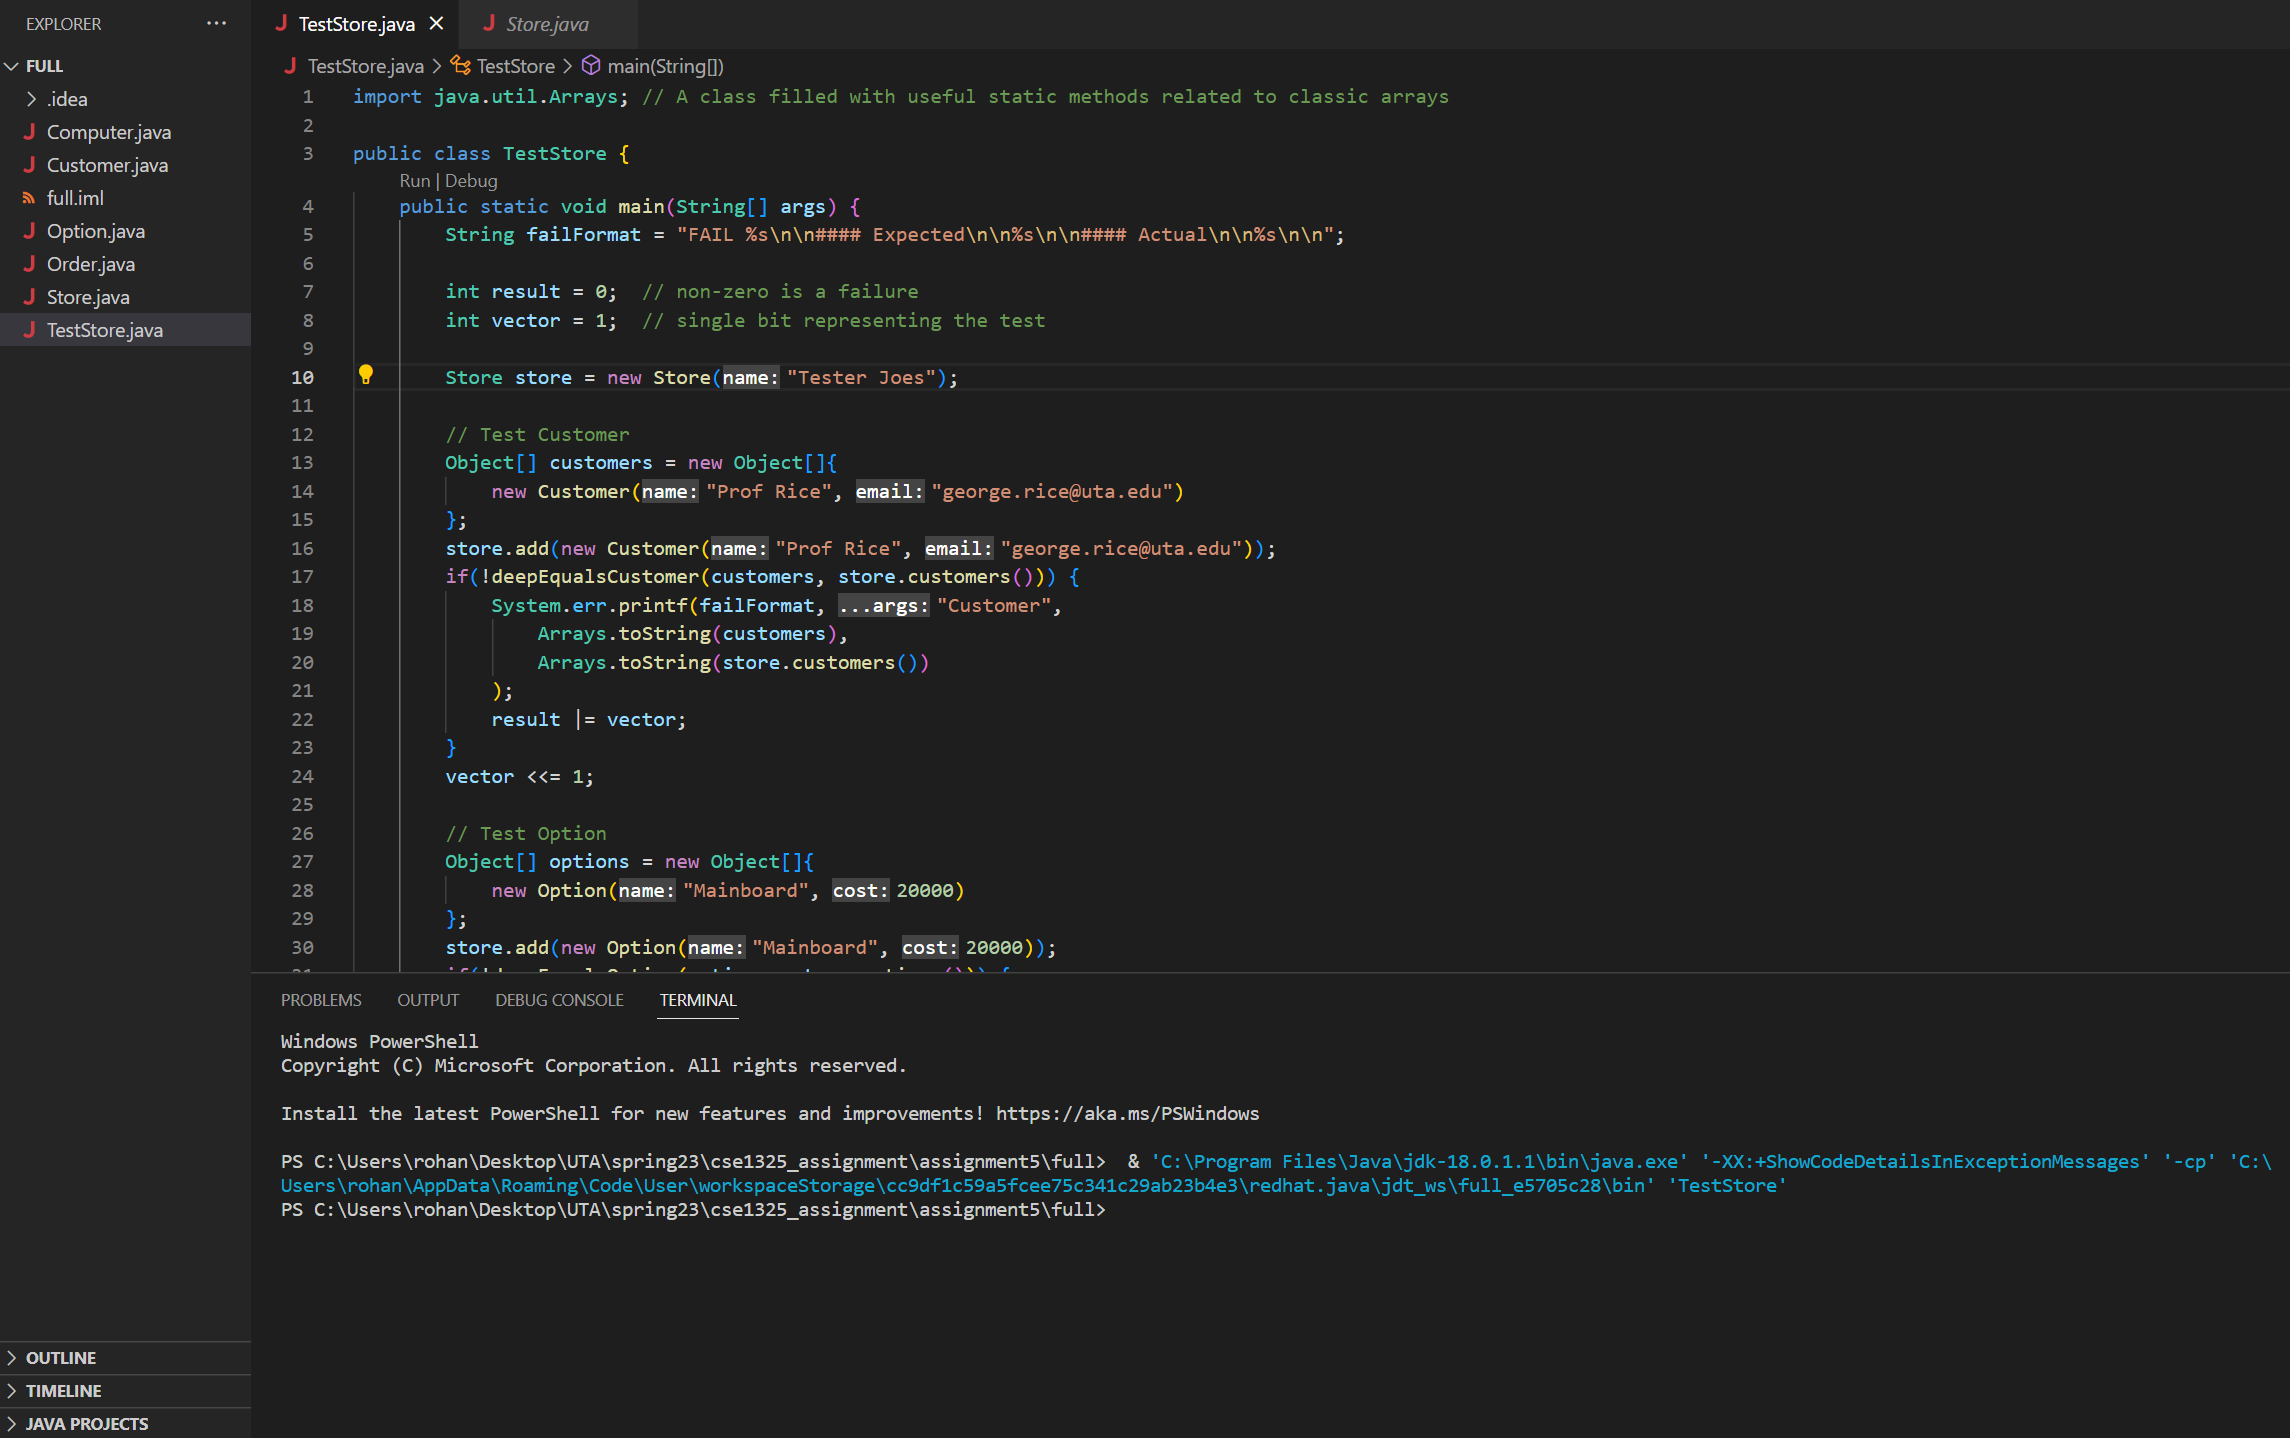 EXPLORER ...
FULL
.idea
Computer.java
Customer.java
full.iml
Option.java
Order.java
Store.java
TestStore.java
OUTLINE
TIMELINE
JAVA PROJECTS
TestStore.java Store.java
TestStore.java > TestStore > main(String[])
1 import java.util.Arrays; // A class filled with useful static methods related to classic arrays
2
3 public class TestStore {
Run | Debug
4 public static void main(String[] args) {
5 String failFormat = "FAIL %s\n\n#### Expected\n\n%s\n\n#### Actual\n\n%s\n\n";
6
7 int result = 0; // non-zero is a failure
8 int vector = 1; // single bit representing the test
9
10 Store store = new Store(name: "Tester Joes");
11
12 // Test Customer
13 Object[] customers = new Object[]{
14 new Customer(name: "Prof Rice", email: "george.rice@uta.edu")
15 };
16 store.add(new Customer(name: "Prof Rice", email: "george.rice@uta.edu"));
17 if(!deepEqualsCustomer(customers, store.customers())) {
18 System.err.printf(failFormat, ...args: "Customer",
19 Arrays.toString(customers),
20 Arrays.toString(store.customers())
21 );
22 result |= vector;
23 }
24 vector <<= 1;
25
26 // Test Option
27 Object[] options = new Object[]{
28 new Option(name: "Mainboard", cost: 20000)
29 };
30 store.add(new Option(name: "Mainboard", cost: 20000));
PROBLEMS OUTPUT DEBUG CONSOLE TERMINAL
Windows PowerShell
Copyright (C) Microsoft Corporation. All rights reserved.
Install the latest PowerShell for new features and improvements! https://aka.ms/PSWindows
PS C:\Users\rohan\Desktop\UTA\spring23\cse1325_assignment\assignment5\full> & 'C:\Program Files\Java\jdk-18.0.1.1\bin\java.exe' '-XX:+ShowCodeDetailsInExceptionMessages' '-cp' 'C:\
Users\rohan\AppData\Roaming\Code\User\workspaceStorage\cc9df1c59a5fcee75c341c29ab23b4e3\redhat.java\jdt_ws\full_e5705c28\bin' 'TestStore'
PS C:\Users\rohan\Desktop\UTA\spring23\cse1325_assignment\assignment5\full>